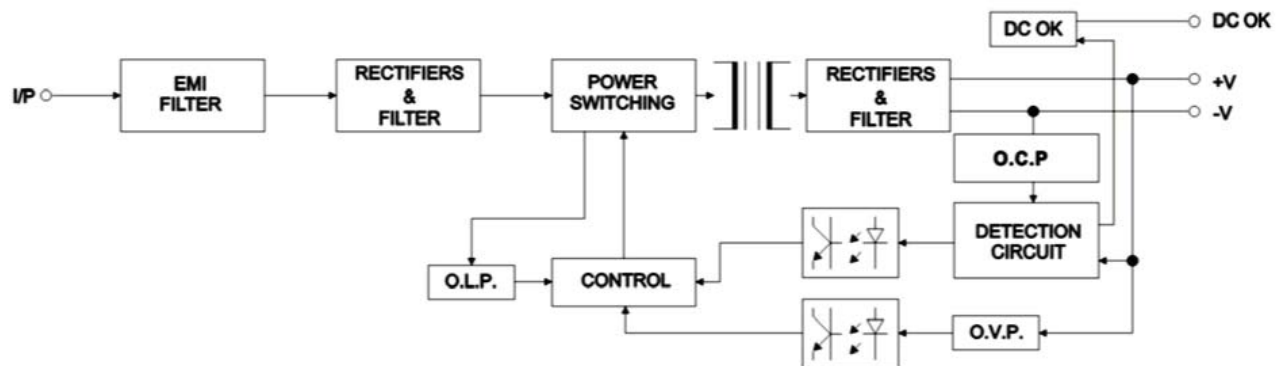 DC OK
DC OK
I/P
EMI
FILTER
RECTIFIERS
&
FILTER
POWER
SWITCHING
RECTIFIERS
&
FILTER
+V
-V
O.C.P
DETECTION
CIRCUIT
O.L.P.
CONTROL
O.V.P.